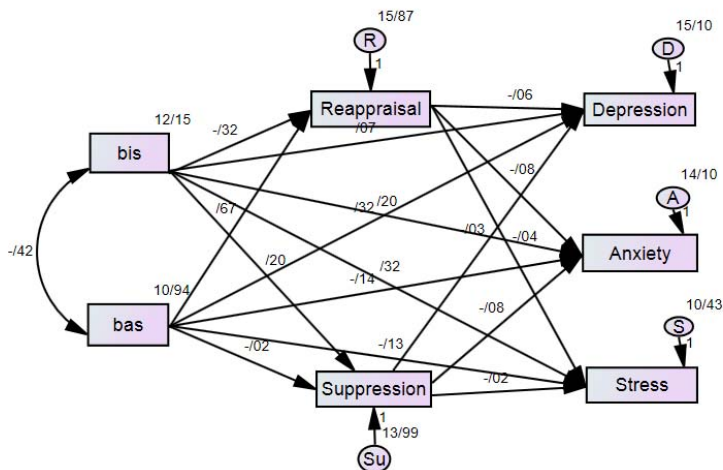 15/87
15/10
R
D
1
1
Reappraisal
-/06
Depression
12/15
-/32
/07
bis
-/08
14/10
/67
/32
/20
A
1
/03
-/04
-/42
Anxiety
/20
/32
10/94
-/14
10/43
bas
-/08
S
-/13
1
-/02
Suppression
-/02
Stress
1
13/99
Su